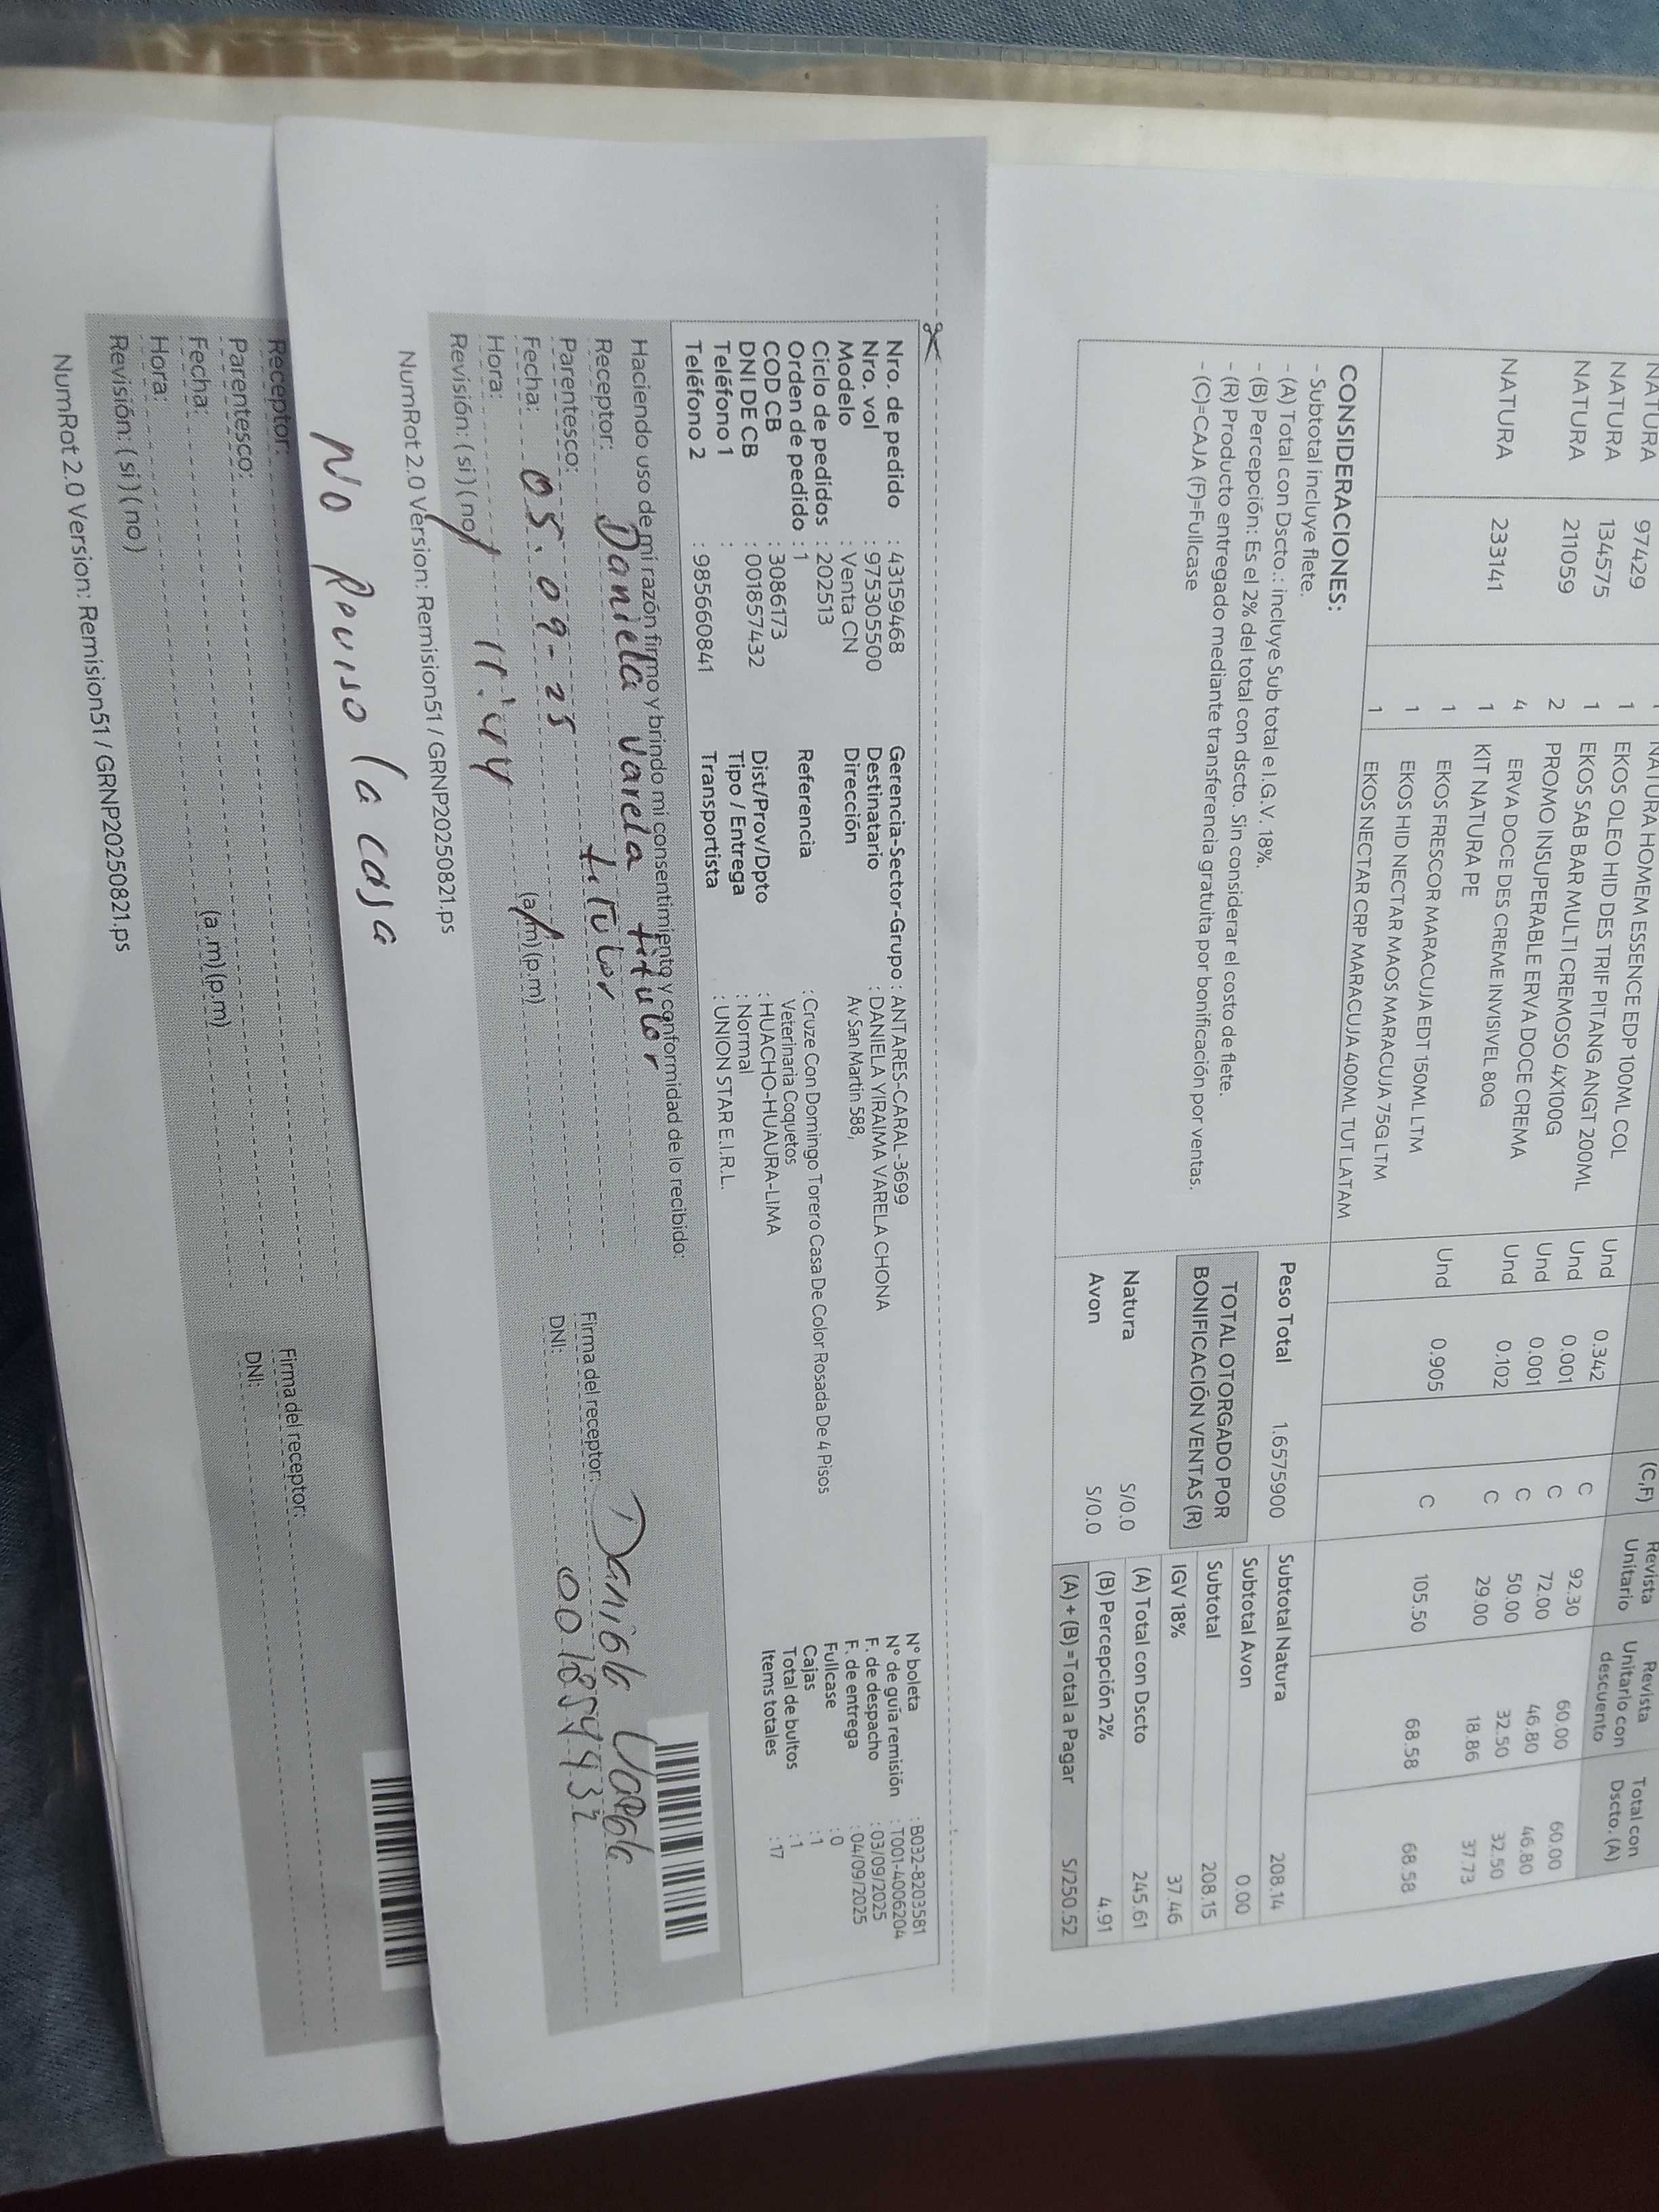 (C,F) Revista Unitario Revista Unitario con descuento Total con Dscto. (A)
NATURA 97429 1 NATURA HOMEM ESSENCE EDP 100ML COL Und 0.342 C 92.30 60.00 60.00
NATURA 134575 1 EKOS OLEO HID DES TRIF PITANG ANGT 200ML Und 0.001 C 72.00 46.80 46.80
NATURA 211059 1 EKOS SAB BAR MULTI CREMOSO 4X100G Und 0.001 C 50.00 32.50 32.50
2 PROMO INSUPERABLE ERVA DOCE CREMA Und 0.102 C 29.00 18.86 37.73
NATURA 233141 4 ERVA DOCE DES CREME INVISIVEL 80G
1 KIT NATURA PE Und 0.905 C 105.50 68.58 68.58
1 EKOS FRESCOR MARACUJA EDT 150ML LTM
1 EKOS HID NECTAR MAOS MARACUJA 75G LTM
1 EKOS NECTAR CRP MARACUJA 400ML TUT LATAM
CONSIDERACIONES:
- Subtotal incluye flete.
- (A) Total con Dscto.: incluye Sub total e I.G.V. 18%.
- (B) Percepción: Es el 2% del total con dscto. Sin considerar el costo de flete.
- (R) Producto entregado mediante transferencia gratuita por bonificación por ventas.
- (C)=CAJA (F)=Fullcase
Peso Total 1.6575900
TOTAL OTORGADO POR
BONIFICACIÓN VENTAS (R)
Natura S/0.0
Avon S/0.0
Subtotal Natura 208.14
Subtotal Avon 0.00
Subtotal 208.15
IGV 18% 37.46
(A) Total con Dscto 245.61
(B) Percepción 2% 4.91
(A) + (B) =Total a Pagar S/250.52
Nro. de pedido : 43159468
Nro. vol : 975305500
Modelo : Venta CN
Ciclo de pedidos : 202513
Orden de pedido : 1
COD CB : 3086173
DNI DE CB : 001857432
Teléfono 1 :
Teléfono 2 : 985660841
Gerencia-Sector-Grupo : ANTARES-CARAL-3699
Destinatario : DANIELA YIRAIMA VARELA CHONA
Dirección Av San Martin 588,
Referencia : Cruze Con Domingo Torero Casa De Color Rosada De 4 Pisos
Veterinaria Coquetos
Dist/Prov/Dpto : HUACHO-HUAURA-LIMA
Tipo / Entrega : Normal
Transportista : UNION STAR E.I.R.L.
N° boleta : B032-8203581
N° de guía remisión : T001-4006204
F. de despacho : 03/09/2025
F. de entrega : 04/09/2025
Fullcase : 0
Cajas : 1
Total de bultos : 1
Items totales : 17
Haciendo uso de mi razón firmo y brindo mi consentimiento y conformidad de lo recibido:
Receptor: Daniela Varela titular
Parentesco: titular
Fecha: 05.09-25
Hora: 11:44 (a.m) (p.m)
Revisión: ( si ) ( no )
Firma del receptor: Daniela Varela
DNI: 001857432
NumRot 2.0 Version: Remision51 / GRNP20250821.ps
No Reviso la casa
Receptor:
Parentesco:
Fecha:
Hora: (a .m) (p.m)
Revisión: ( si ) ( no )
Firma del receptor:
DNI:
NumRot 2.0 Version: Remision51 / GRNP20250821.ps